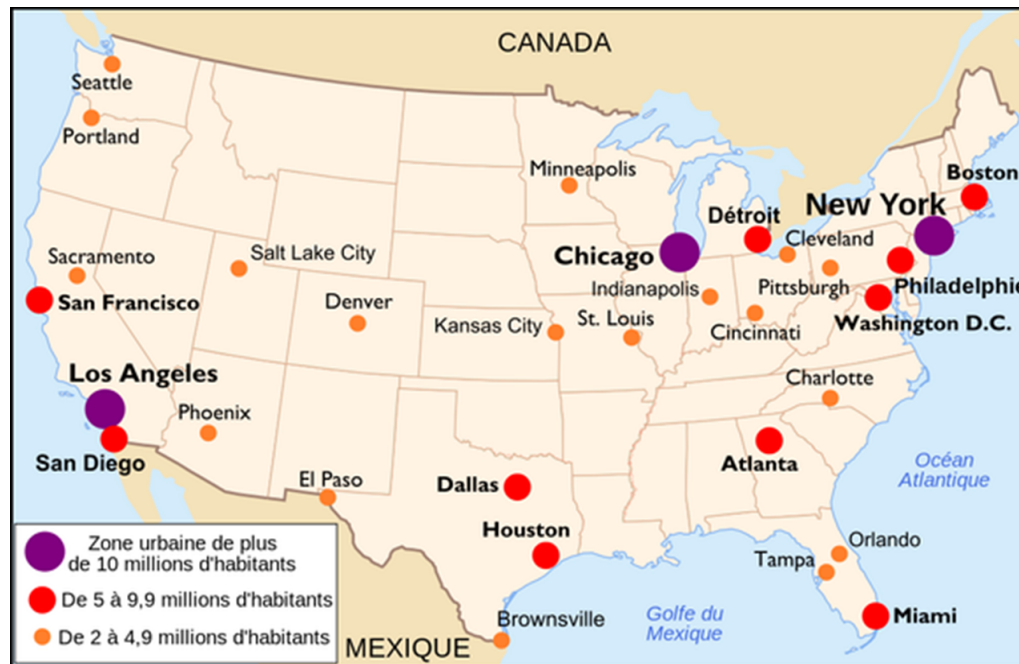 CANADA
Seattle
Portland
Minneapolis
Boston
New York
Détroit
Cleveland
Chicago
Sacramento
Salt Lake City
San Francisco
Denver
Indianapolis
Pittsburgh
Philadelphie
Kansas City
St. Louis
Cincinnati
Washington D.C.
Los Angeles
Phoenix
Charlotte
San Diego
Atlanta
Océan
Atlantique
El Paso
Dallas
Houston
Orlando
Tampa
Brownsville
Golfe du
Mexique
Miami
MEXIQUE
Zone urbaine de plus
de 10 millions d'habitants
De 5 à 9,9 millions d'habitants
De 2 à 4,9 millions d'habitants